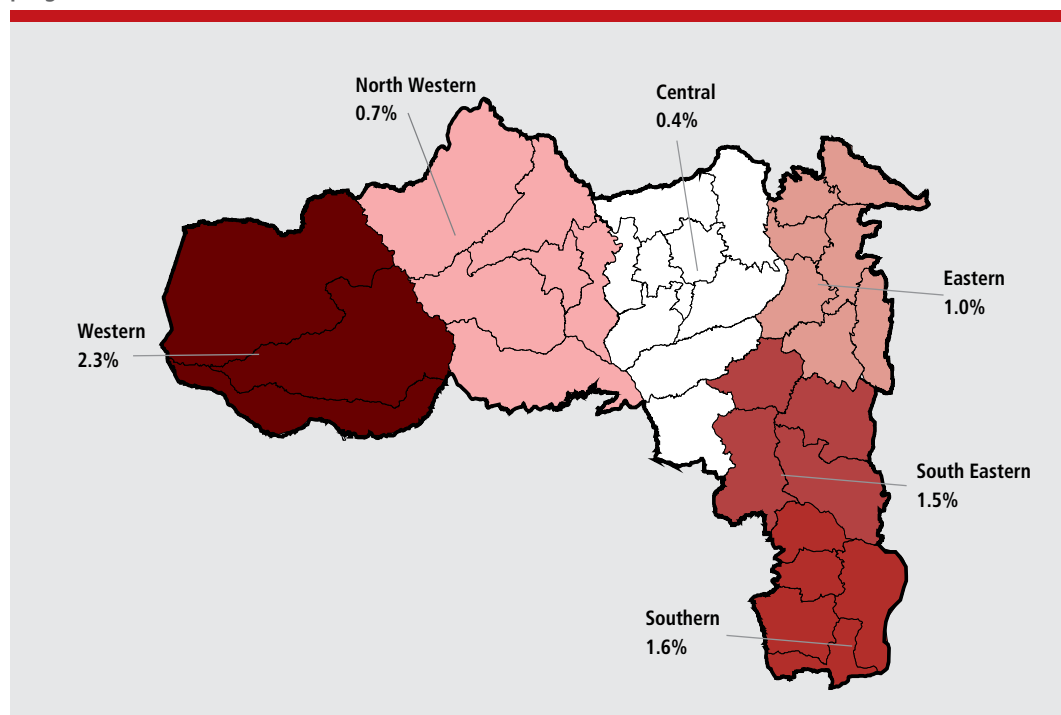 North Western
0.7%
Central
0.4%
Eastern
1.0%
Western
2.3%
South Eastern
1.5%
Southern
1.6%